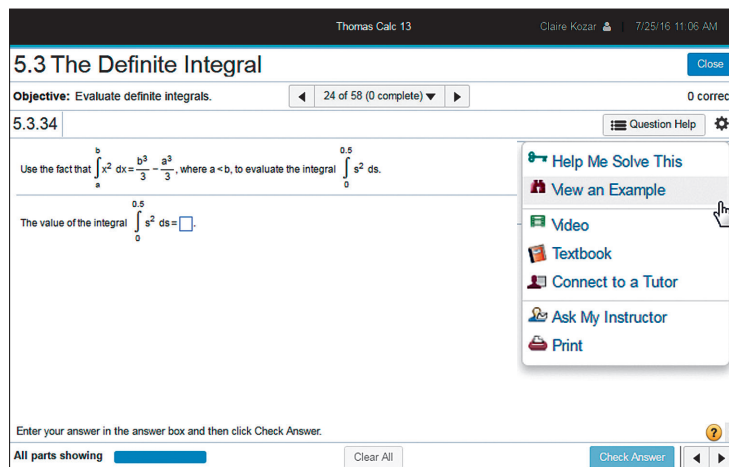 Thomas Calc 13
Claire Kozar
7/25/16 11:06 AM
5.3 The Definite Integral
Close
Objective: Evaluate definite integrals.
24 of 58 (0 complete)
0 correc
5.3.34
Question Help
Use the fact that ∫ₐᵇ x² dx = b³/3 − a³/3, where a < b, to evaluate the integral ∫₀^0.5 s² ds.
The value of the integral ∫₀^0.5 s² ds = .
Help Me Solve This
View an Example
Video
Textbook
Connect to a Tutor
Ask My Instructor
Print
Enter your answer in the answer box and then click Check Answer.
?
All parts showing
Clear All
Check Answer